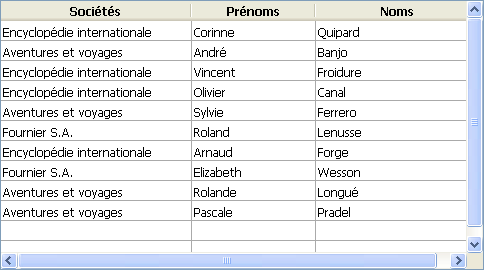 Sociétés Prénoms Noms
Encyclopédie internationale Corinne Quipard
Aventures et voyages André Banjo
Encyclopédie internationale Vincent Froidure
Encyclopédie internationale Olivier Canal
Aventures et voyages Sylvie Ferrero
Fournier S.A. Roland Lenusse
Encyclopédie internationale Arnaud Forge
Fournier S.A. Elizabeth Wesson
Aventures et voyages Rolande Longué
Aventures et voyages Pascale Pradel